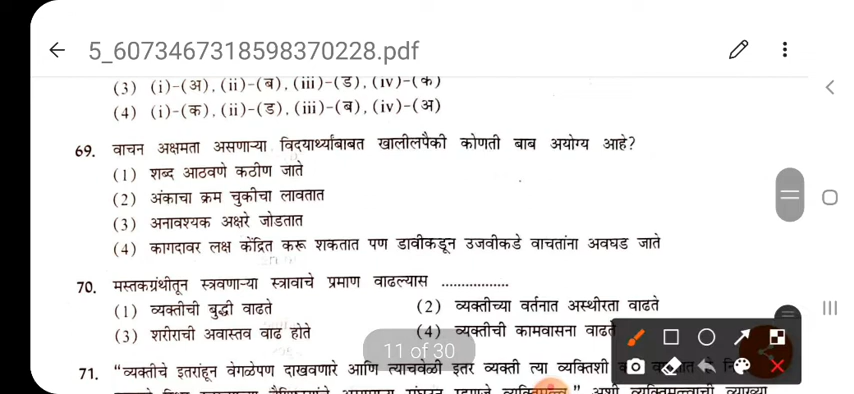 5_6073467318598370228.pdf
(3) (i)-(अ), (ii)-(ब), (iii)-(ड), (iv)-(क)
(4) (i)-(क), (ii)-(ड), (iii)-(ब), (iv)-(अ)
69. वाचन अक्षमता असणाऱ्या विद्यार्थ्यांबाबत खालीलपैकी कोणती बाब अयोग्य आहे?
(1) शब्द आठवणे कठीण जाते
(2) अंकाचा क्रम चुकीचा लावतात
(3) अनावश्यक अक्षरे जोडतात
(4) कागदावर लक्ष केंद्रित करू शकतात पण डावीकडून उजवीकडे वाचतांना अवघड जाते
70. मस्तकग्रंथीतून स्त्रवणाऱ्या स्त्रावाचे प्रमाण वाढल्यास .................
(1) व्यक्तीची बुद्धी वाढते (2) व्यक्तीच्या वर्तनात अस्थीरता वाढते
(3) शरीराची अवास्तव वाढ होते (4) व्यक्तीची कामवासना वाढते
11 of 30
71. "व्यक्तीचे इतरांहून वेगळेपण दाखवणारे आणि त्याचवेळी इतर व्यक्ती त्या व्यक्तिशी